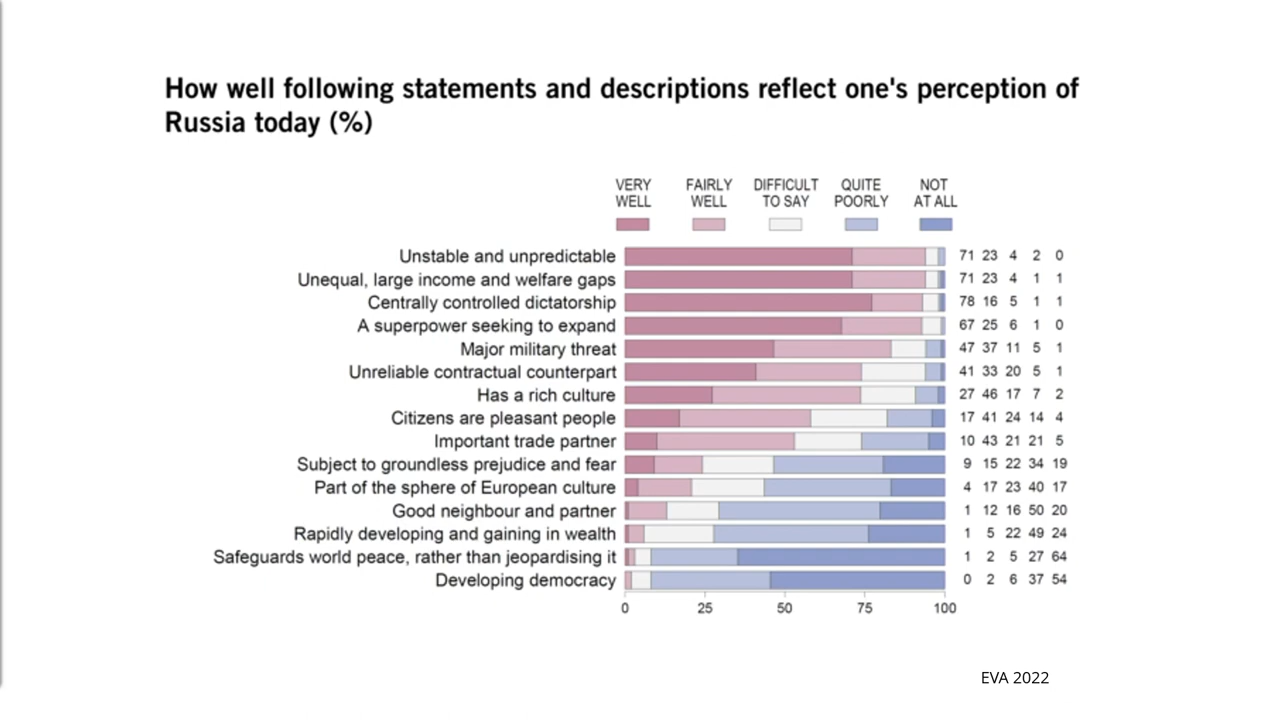 How well following statements and descriptions reflect one's perception of
Russia today (%)
VERY WELL
FAIRLY WELL
DIFFICULT TO SAY
QUITE POORLY
NOT AT ALL
Unstable and unpredictable 71 23 4 2 0
Unequal, large income and welfare gaps 71 23 4 1 1
Centrally controlled dictatorship 78 16 5 1 1
A superpower seeking to expand 67 25 6 1 0
Major military threat 47 37 11 5 1
Unreliable contractual counterpart 41 33 20 5 1
Has a rich culture 27 46 17 7 2
Citizens are pleasant people 17 41 24 14 4
Important trade partner 10 43 21 21 5
Subject to groundless prejudice and fear 9 15 22 34 19
Part of the sphere of European culture 4 17 23 40 17
Good neighbour and partner 1 12 16 50 20
Rapidly developing and gaining in wealth 1 5 22 49 24
Safeguards world peace, rather than jeopardising it 1 2 5 27 64
Developing democracy 0 2 6 37 54
0 25 50 75 100
EVA 2022